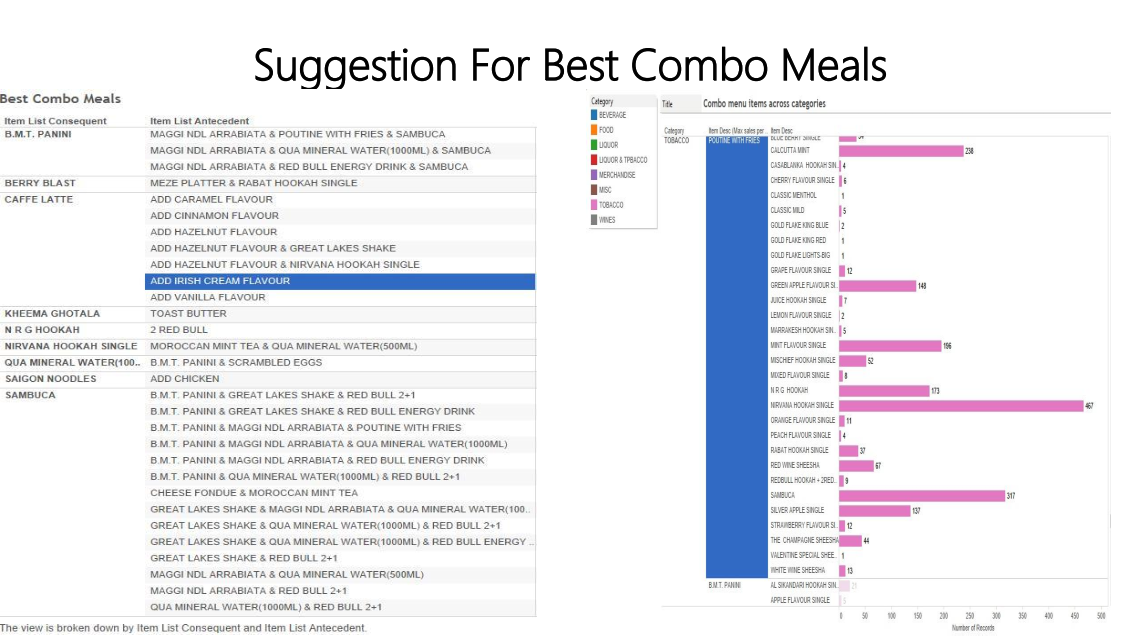 Suggestion For Best Combo Meals
Best Combo Meals
Item List Consequent Item List Antecedent
B.M.T. PANINI MAGGI NDL ARRABIATA & POUTINE WITH FRIES & SAMBUCA
MAGGI NDL ARRABIATA & QUA MINERAL WATER(1000ML) & SAMBUCA
MAGGI NDL ARRABIATA & RED BULL ENERGY DRINK & SAMBUCA
BERRY BLAST MEZE PLATTER & RABAT HOOKAH SINGLE
CAFFE LATTE ADD CARAMEL FLAVOUR
ADD CINNAMON FLAVOUR
ADD HAZELNUT FLAVOUR
ADD HAZELNUT FLAVOUR & GREAT LAKES SHAKE
ADD HAZELNUT FLAVOUR & NIRVANA HOOKAH SINGLE
ADD IRISH CREAM FLAVOUR
ADD VANILLA FLAVOUR
KHEEMA GHOTALA TOAST BUTTER
N R G HOOKAH 2 RED BULL
NIRVANA HOOKAH SINGLE MOROCCAN MINT TEA & QUA MINERAL WATER(500ML)
QUA MINERAL WATER(100.. B.M.T. PANINI & SCRAMBLED EGGS
SAIGON NOODLES ADD CHICKEN
SAMBUCA B.M.T. PANINI & GREAT LAKES SHAKE & RED BULL 2+1
B.M.T. PANINI & GREAT LAKES SHAKE & RED BULL ENERGY DRINK
B.M.T. PANINI & MAGGI NDL ARRABIATA & POUTINE WITH FRIES
B.M.T. PANINI & MAGGI NDL ARRABIATA & QUA MINERAL WATER(1000ML)
B.M.T. PANINI & MAGGI NDL ARRABIATA & RED BULL ENERGY DRINK
B.M.T. PANINI & QUA MINERAL WATER(1000ML) & RED BULL 2+1
CHEESE FONDUE & MOROCCAN MINT TEA
GREAT LAKES SHAKE & MAGGI NDL ARRABIATA & QUA MINERAL WATER(100..
GREAT LAKES SHAKE & QUA MINERAL WATER(1000ML) & RED BULL 2+1
GREAT LAKES SHAKE & QUA MINERAL WATER(1000ML) & RED BULL ENERGY ..
GREAT LAKES SHAKE & RED BULL 2+1
MAGGI NDL ARRABIATA & QUA MINERAL WATER(500ML)
MAGGI NDL ARRABIATA & RED BULL 2+1
QUA MINERAL WATER(1000ML) & RED BULL 2+1
The view is broken down by Item List Consequent and Item List Antecedent.
Category
BEVERAGE
FOOD
LIQUOR
LIQUOR & TPBACCO
MERCHANDISE
MISC
TOBACCO
WINES
Title Combo menu items across categories
Category Item Desc (Max sales per .. Item Desc
TOBACCO POUTINE WITH FRIES BLUE BERRY SINGLE
CALCUTTA MINT 238
CASABLANKA HOOKAH SIN.. 4
CHERRY FLAVOUR SINGLE 6
CLASSIC MENTHOL 1
CLASSIC MILD 5
GOLD FLAKE KING BLUE 2
GOLD FLAKE KING RED 1
GOLD FLAKE LIGHTS-BIG 1
GRAPE FLAVOUR SINGLE 12
GREEN APPLE FLAVOUR SI.. 148
JUICE HOOKAH SINGLE 7
LEMON FLAVOUR SINGLE 2
MARRAKESH HOOKAH SIN.. 5
MINT FLAVOUR SINGLE 196
MISCHIEF HOOKAH SINGLE 52
MIXED FLAVOUR SINGLE 8
N R G HOOKAH 173
NIRVANA HOOKAH SINGLE 467
ORANGE FLAVOUR SINGLE 11
PEACH FLAVOUR SINGLE 4
RABAT HOOKAH SINGLE 37
RED WINE SHEESHA 67
REDBULL HOOKAH + 2RED.. 9
SAMBUCA 317
SILVER APPLE SINGLE 137
STRAWBERRY FLAVOUR SI.. 12
THE CHAMPAGNE SHEESHA 44
VALENTINE SPECIAL SHEE.. 1
WHITE WINE SHEESHA 13
B.M.T. PANINI AL SIKANDARI HOOKAH SIN..
APPLE FLAVOUR SINGLE
0 50 100 150 200 250 300 350 400 450 500
Number of Records